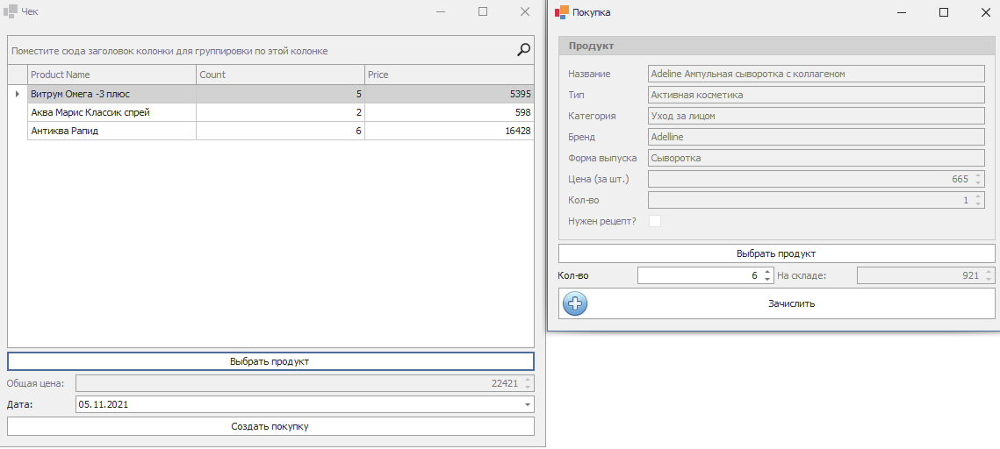 Чек
Поместите сюда заголовок колонки для группировки по этой колонке
Product Name Count Price
Витрум Омега -3 плюс 5 5395
Аква Марис Классик спрей 2 598
Антиква Рапид 6 16428
Выбрать продукт
Общая цена: 22421
Дата: 05.11.2021
Создать покупку
Покупка
Продукт
Название Adeline Ампульная сыворотка с коллагеном
Тип Активная косметика
Категория Уход за лицом
Бренд Adelline
Форма выпуска Сыворотка
Цена (за шт.) 665
Кол-во 1
Нужен рецепт?
Выбрать продукт
Кол-во 6 На складе: 921
Зачислить